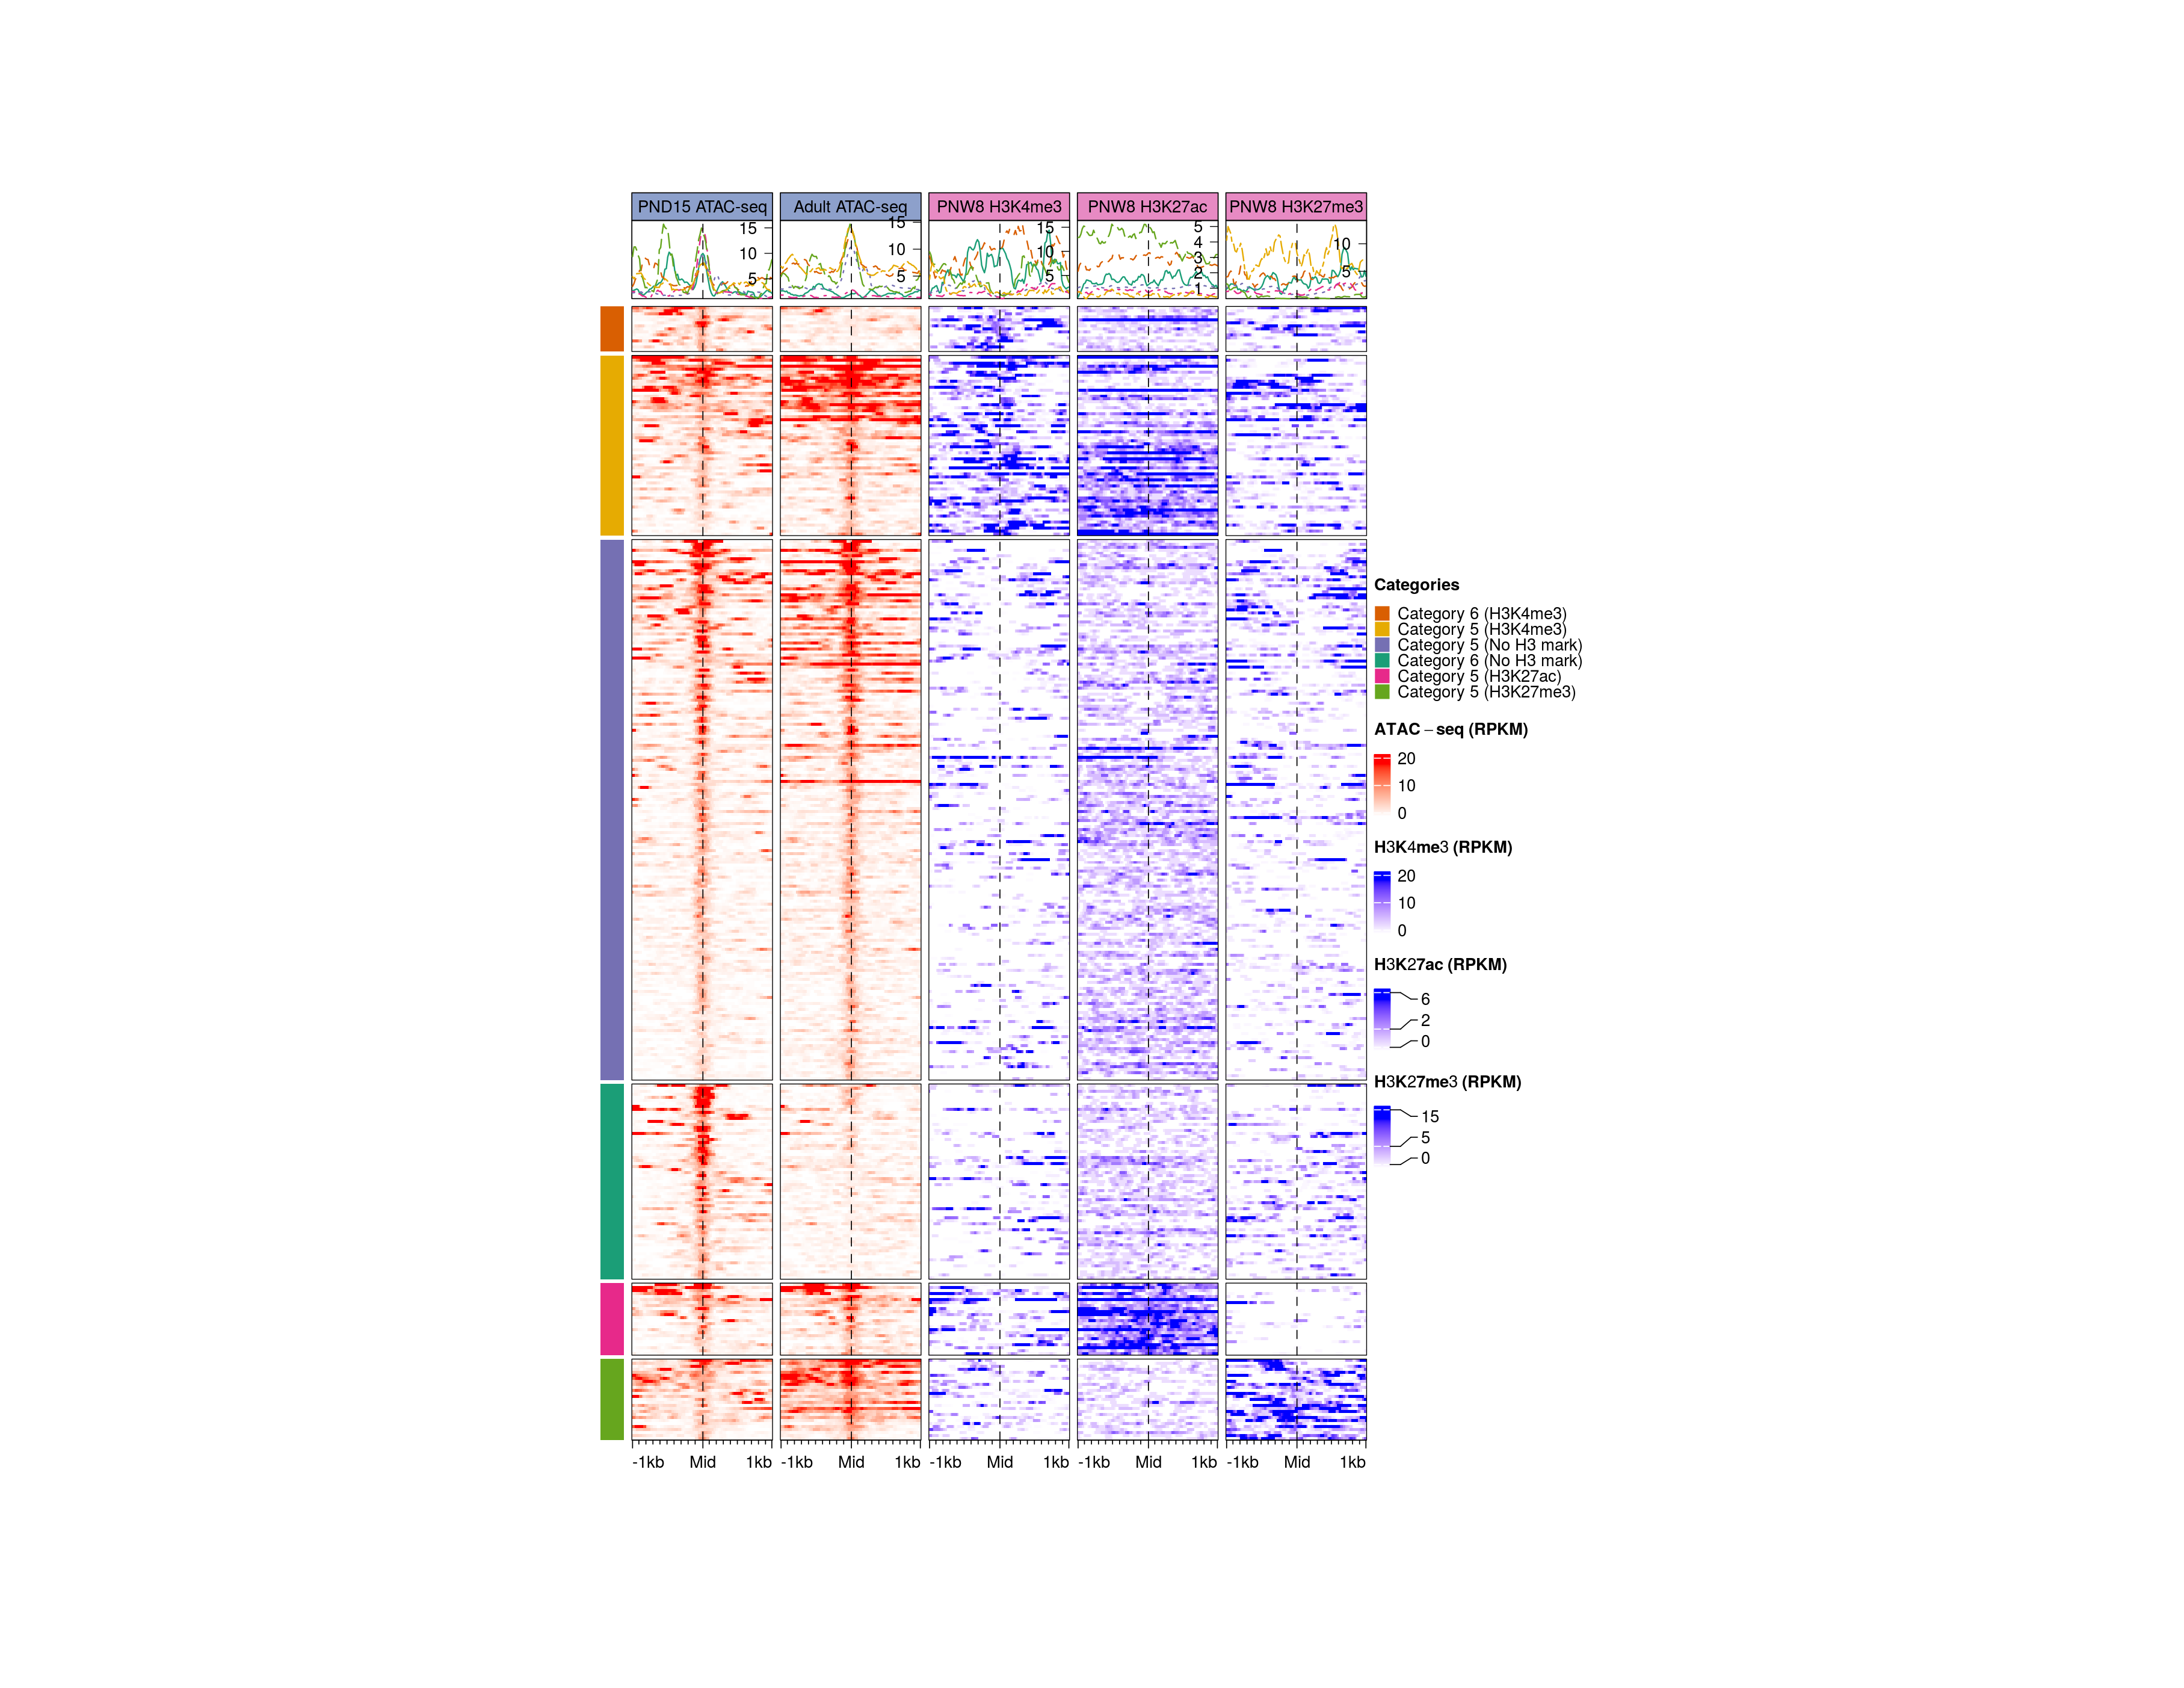 PND15 ATAC-seq Adult ATAC-seq PNW8 H3K4me3 PNW8 H3K27ac PNW8 H3K27me3
15
10
5
15
10
5
15
10
5
5
4
3
2
1
10
5
Categories
Category 6 (H3K4me3)
Category 5 (H3K4me3)
Category 5 (No H3 mark)
Category 6 (No H3 mark)
Category 5 (H3K27ac)
Category 5 (H3K27me3)
ATAC–seq (RPKM)
20
10
0
H3K4me3 (RPKM)
20
10
0
H3K27ac (RPKM)
6
2
0
H3K27me3 (RPKM)
15
5
0
-1kb Mid 1kb -1kb Mid 1kb -1kb Mid 1kb -1kb Mid 1kb -1kb Mid 1kb